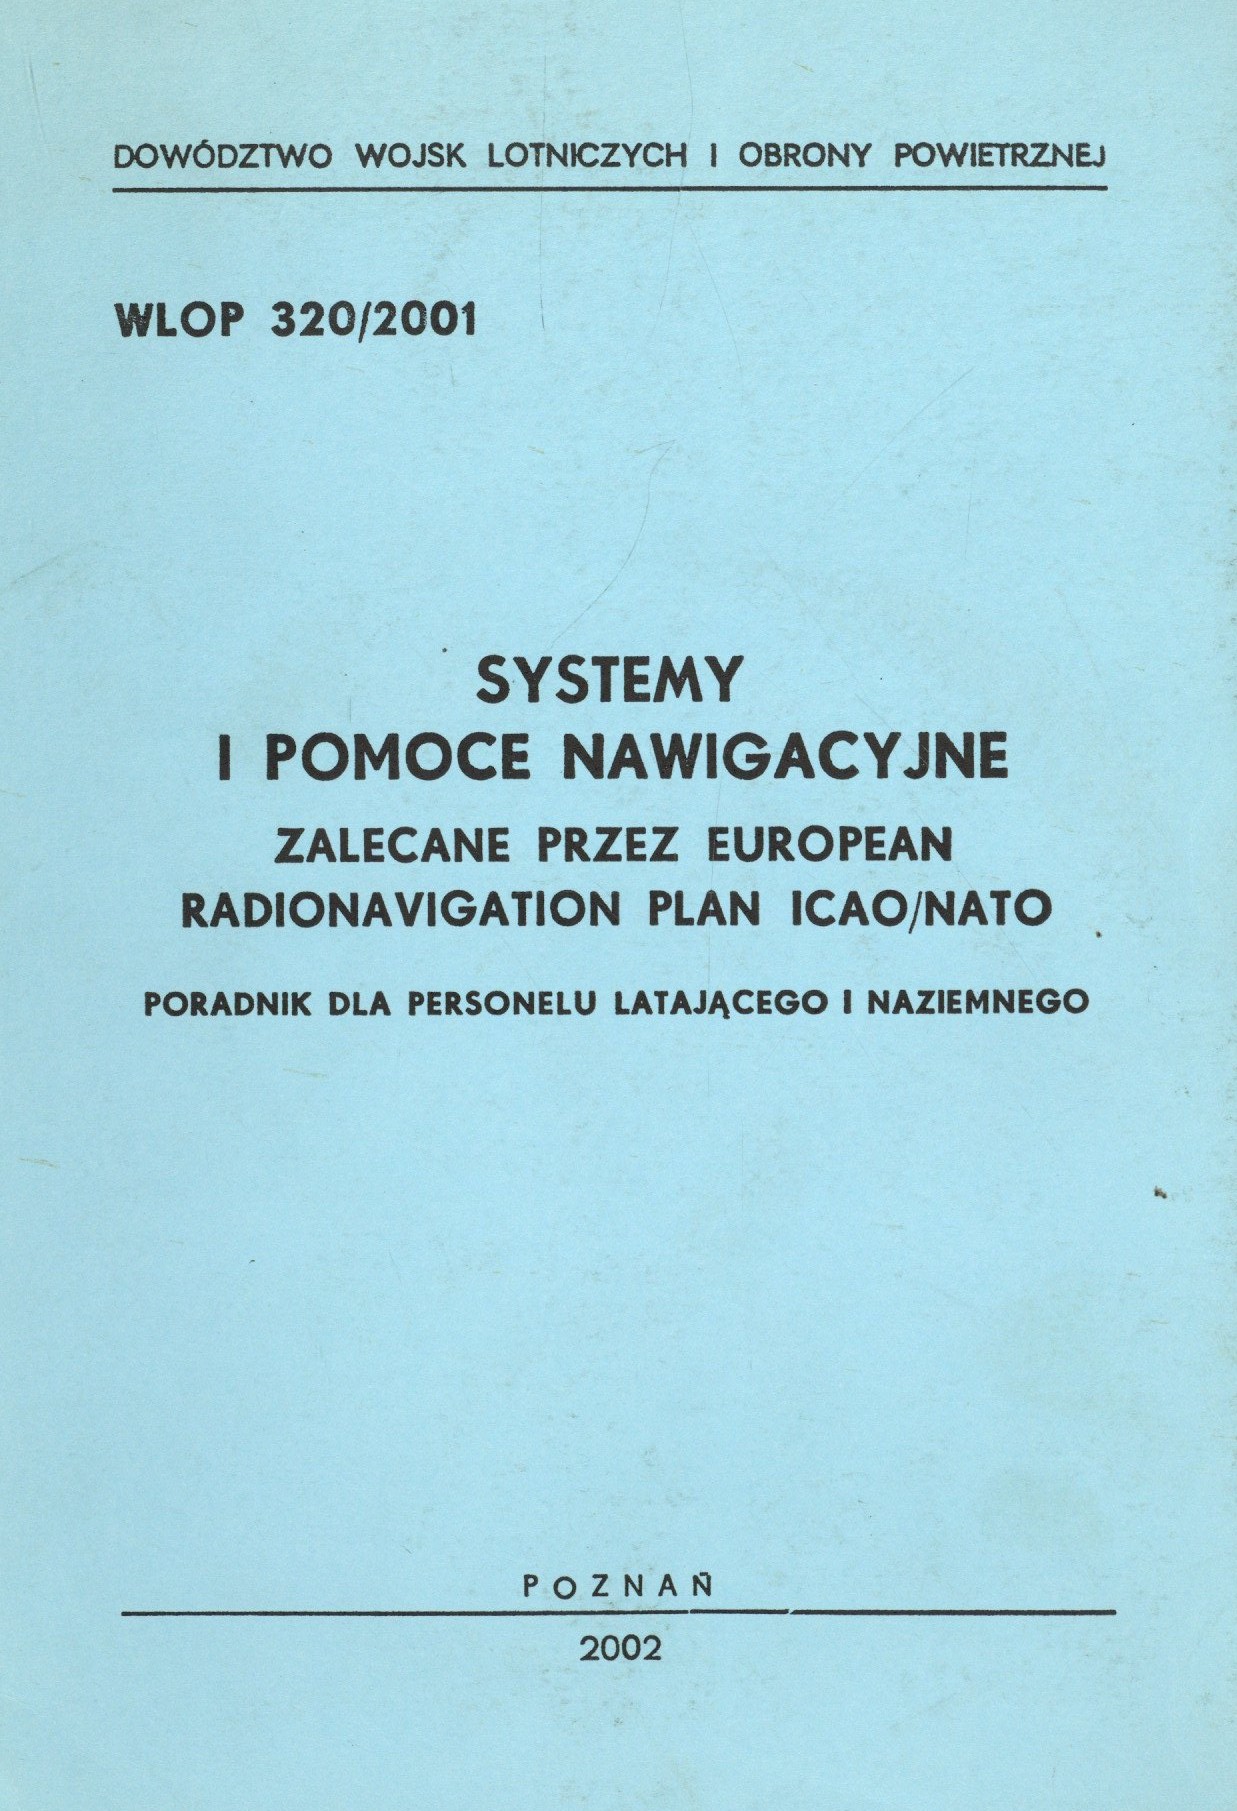 DOWÓDZTWO WOJSK LOTNICZYCH I OBRONY POWIETRZNEJ
WLOP 320/2001
SYSTEMY
I POMOCE NAWIGACYJNE
ZALECANE PRZEZ EUROPEAN
RADIONAVIGATION PLAN ICAO/NATO
PORADNIK DLA PERSONELU LATAJĄCEGO I NAZIEMNEGO
POZNAŃ
2002